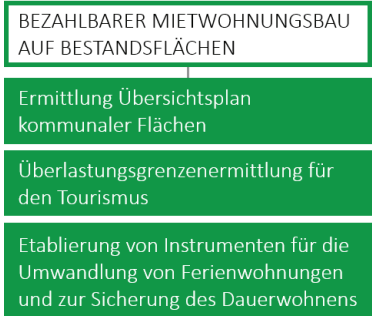 BEZAHLBARER MIETWOHNUNGSBAU
AUF BESTANDSFLÄCHEN
Ermittlung Übersichtsplan
kommunaler Flächen
Überlastungsgrenzenermittlung für
den Tourismus
Etablierung von Instrumenten für die
Umwandlung von Ferienwohnungen
und zur Sicherung des Dauerwohnens